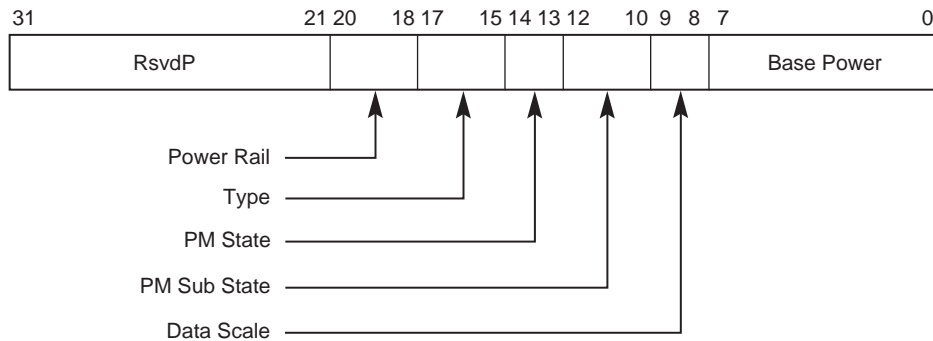 31 21 20 18 17 15 14 13 12 10 9 8 7 0
RsvdP Base Power
Power Rail
Type
PM State
PM Sub State
Data Scale